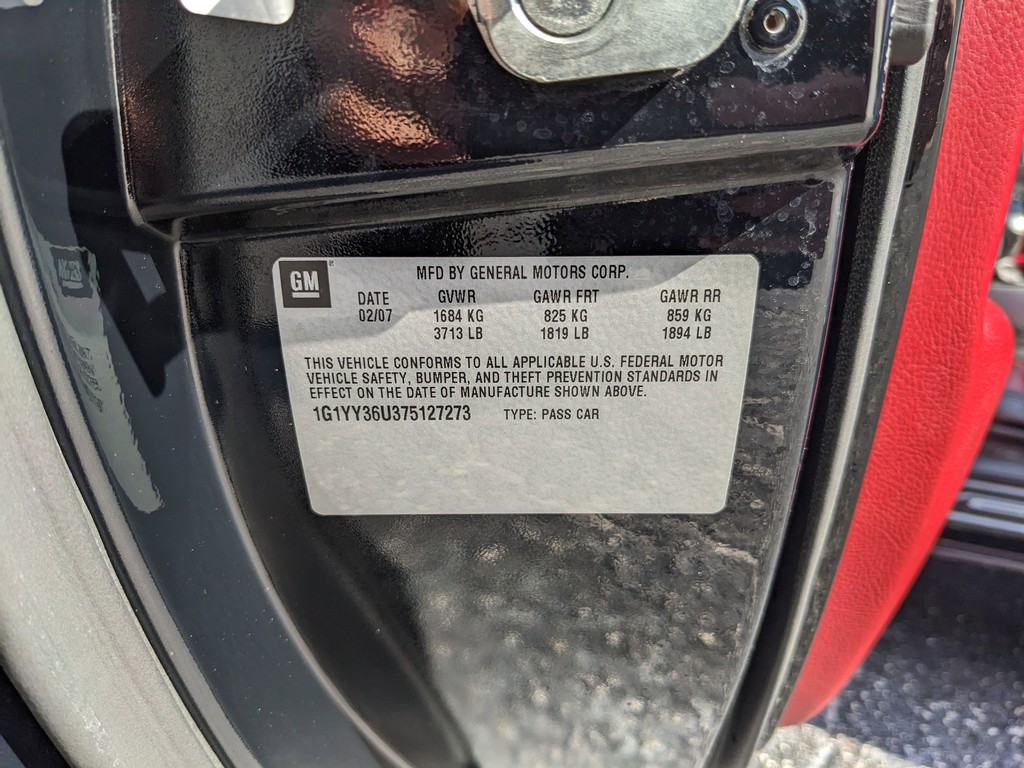 GM
MFD BY GENERAL MOTORS CORP.
DATE GVWR GAWR FRT GAWR RR
02/07 1684 KG 825 KG 859 KG
3713 LB 1819 LB 1894 LB
THIS VEHICLE CONFORMS TO ALL APPLICABLE U.S. FEDERAL MOTOR
VEHICLE SAFETY, BUMPER, AND THEFT PREVENTION STANDARDS IN
EFFECT ON THE DATE OF MANUFACTURE SHOWN ABOVE.
1G1YY36U375127273 TYPE: PASS CAR